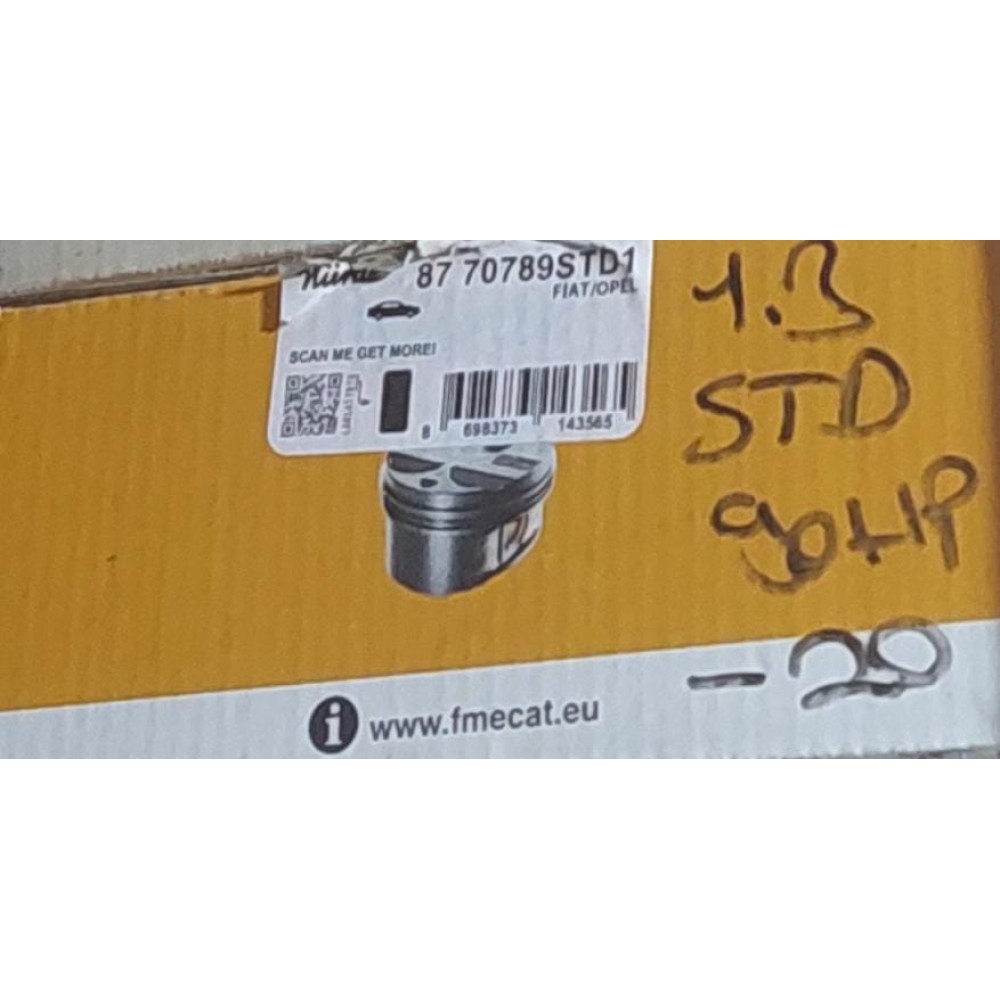 Nüral
87 70789STD1
FIAT/OPEL
SCAN ME GET MORE!
8 698373 143565
1.3
STD
90HP
-20
i www.fmecat.eu